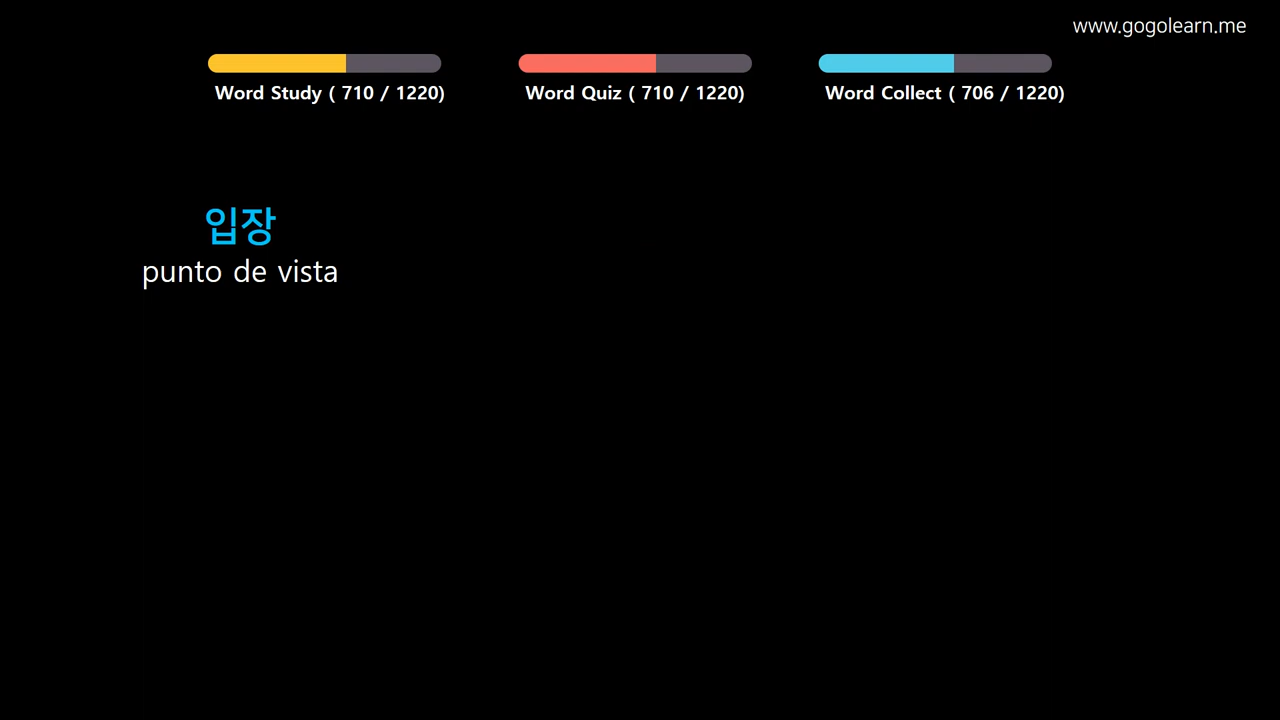 www.gogolearn.me
Word Study ( 710 / 1220)
Word Quiz ( 710 / 1220)
Word Collect ( 706 / 1220)
입장
punto de vista